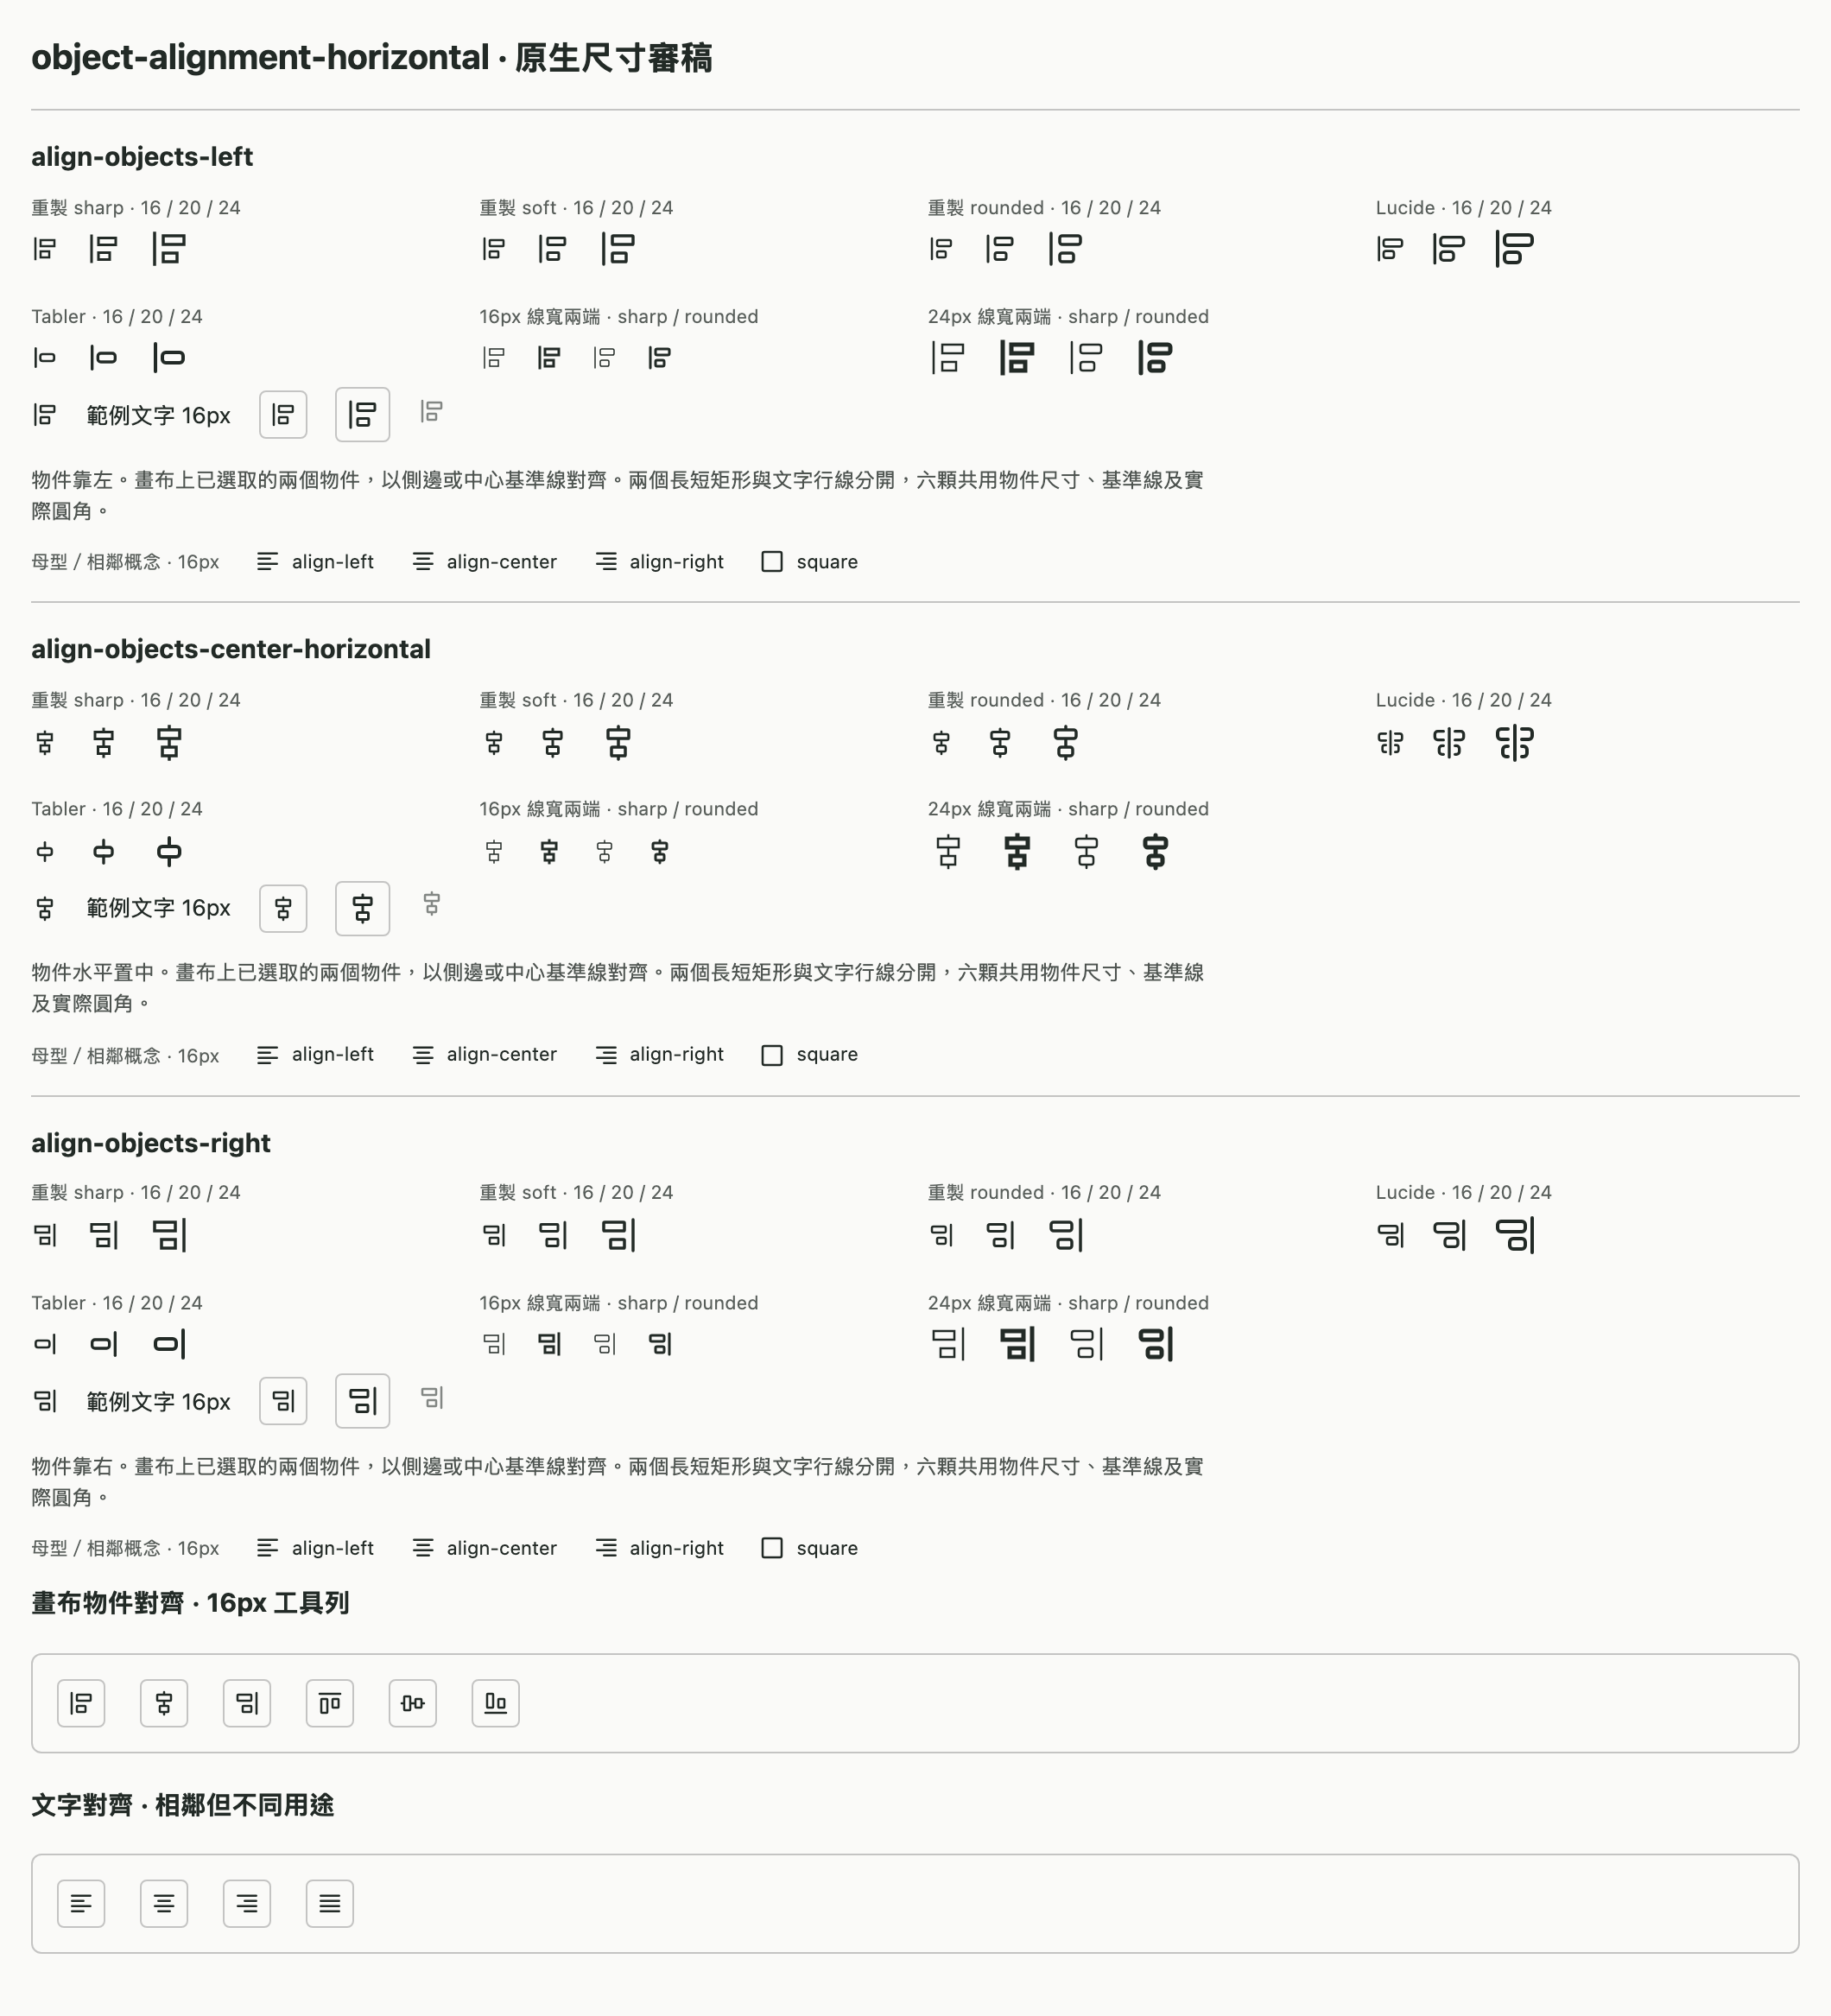 object-alignment-horizontal · 原生尺寸審稿
align-objects-left
重製 sharp · 16 / 20 / 24
重製 soft · 16 / 20 / 24
重製 rounded · 16 / 20 / 24
Lucide · 16 / 20 / 24
Tabler · 16 / 20 / 24
16px 線寬兩端 · sharp / rounded
24px 線寬兩端 · sharp / rounded
範例文字 16px
物件靠左。畫布上已選取的兩個物件，以側邊或中心基準線對齊。兩個長短矩形與文字行線分開，六顆共用物件尺寸、基準線及實
際圓角。
母型 / 相鄰概念 · 16px align-left align-center align-right square
align-objects-center-horizontal
重製 sharp · 16 / 20 / 24
重製 soft · 16 / 20 / 24
重製 rounded · 16 / 20 / 24
Lucide · 16 / 20 / 24
Tabler · 16 / 20 / 24
16px 線寬兩端 · sharp / rounded
24px 線寬兩端 · sharp / rounded
範例文字 16px
物件水平置中。畫布上已選取的兩個物件，以側邊或中心基準線對齊。兩個長短矩形與文字行線分開，六顆共用物件尺寸、基準線
及實際圓角。
母型 / 相鄰概念 · 16px align-left align-center align-right square
align-objects-right
重製 sharp · 16 / 20 / 24
重製 soft · 16 / 20 / 24
重製 rounded · 16 / 20 / 24
Lucide · 16 / 20 / 24
Tabler · 16 / 20 / 24
16px 線寬兩端 · sharp / rounded
24px 線寬兩端 · sharp / rounded
範例文字 16px
物件靠右。畫布上已選取的兩個物件，以側邊或中心基準線對齊。兩個長短矩形與文字行線分開，六顆共用物件尺寸、基準線及實
際圓角。
母型 / 相鄰概念 · 16px align-left align-center align-right square
畫布物件對齊 · 16px 工具列
文字對齊 · 相鄰但不同用途